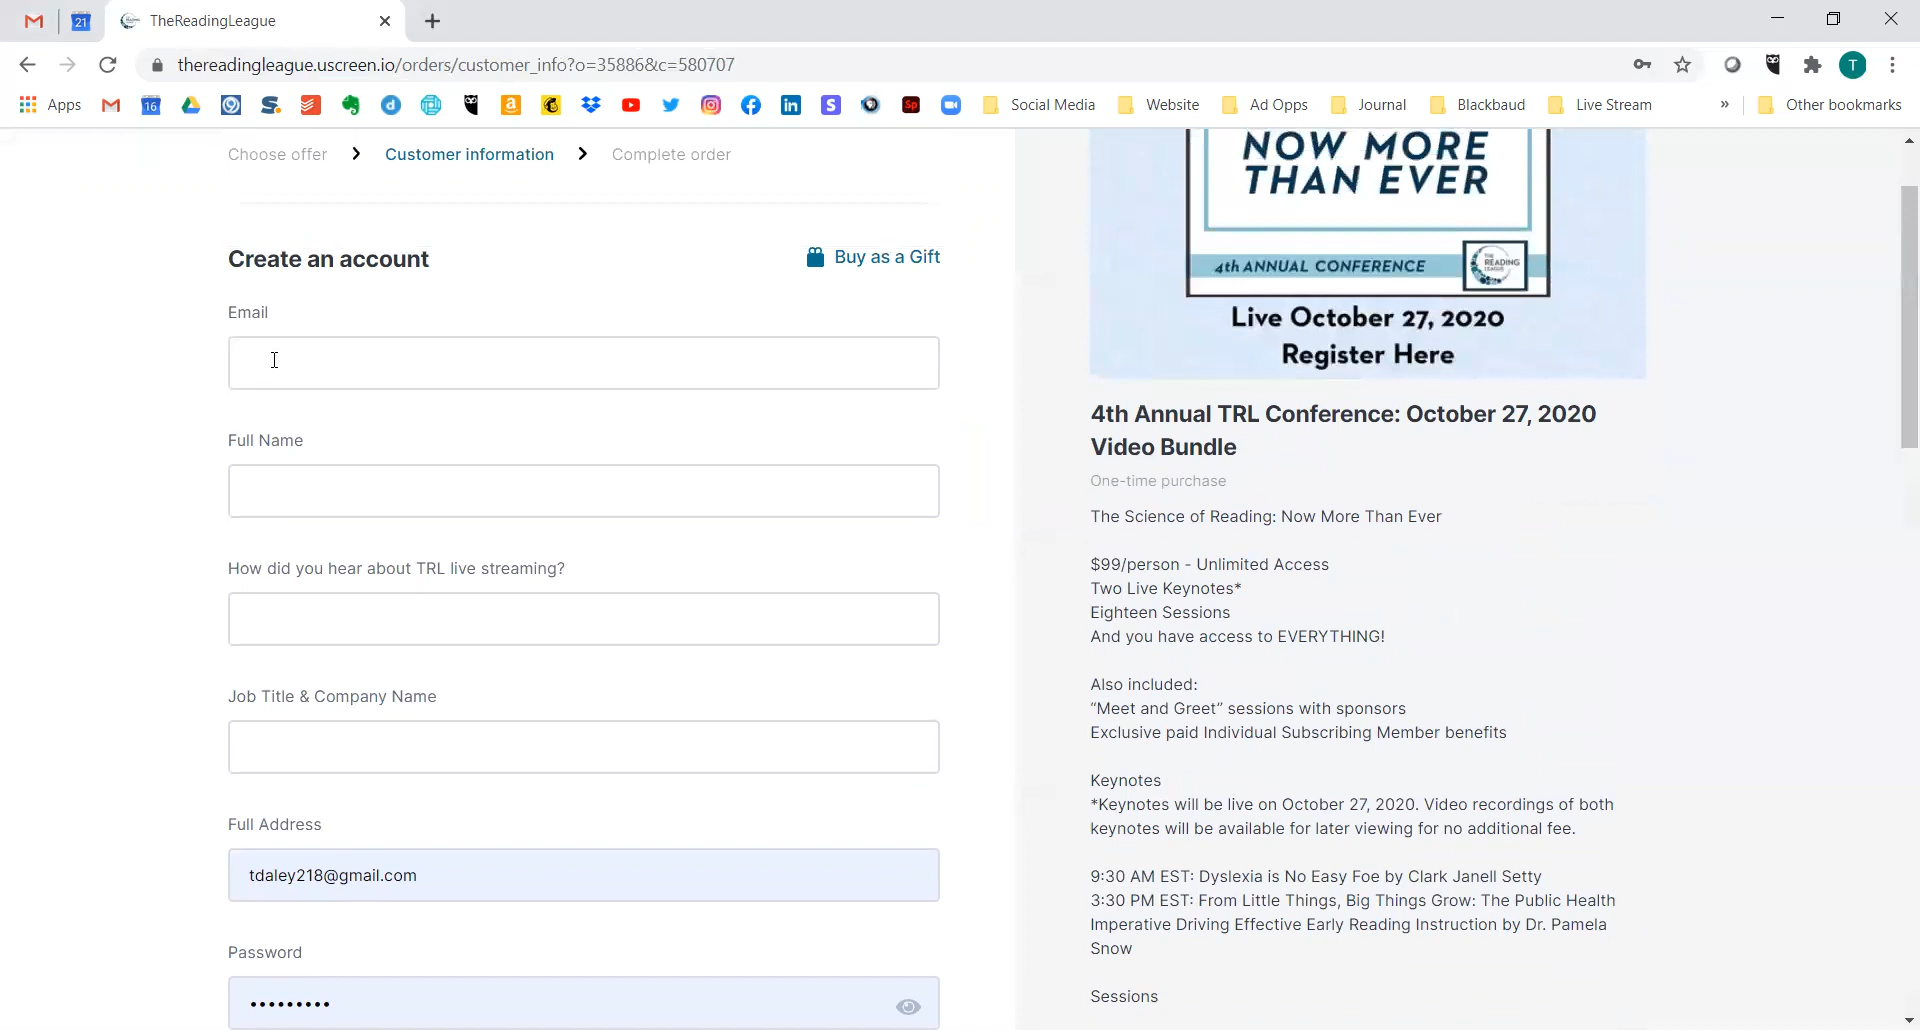 21
TheReadingLeague
thereadingleague.uscreen.io/orders/customer_info?o=35886&c=580707
T
Apps
16
Sp
Social Media
Website
Ad Opps
Journal
Blackbaud
Live Stream
»
Other bookmarks
Choose offer
Customer information
Complete order
Create an account
Buy as a Gift
Email
Full Name
How did you hear about TRL live streaming?
Job Title & Company Name
Full Address
tdaley218@gmail.com
Password
•••••••••
NOW MORE
THAN EVER
4th ANNUAL CONFERENCE
THE
READING
LEAGUE
Live October 27, 2020
Register Here
4th Annual TRL Conference: October 27, 2020
Video Bundle
One-time purchase
The Science of Reading: Now More Than Ever
$99/person - Unlimited Access
Two Live Keynotes*
Eighteen Sessions
And you have access to EVERYTHING!
Also included:
“Meet and Greet” sessions with sponsors
Exclusive paid Individual Subscribing Member benefits
Keynotes
*Keynotes will be live on October 27, 2020. Video recordings of both
keynotes will be available for later viewing for no additional fee.
9:30 AM EST: Dyslexia is No Easy Foe by Clark Janell Setty
3:30 PM EST: From Little Things, Big Things Grow: The Public Health
Imperative Driving Effective Early Reading Instruction by Dr. Pamela
Snow
Sessions